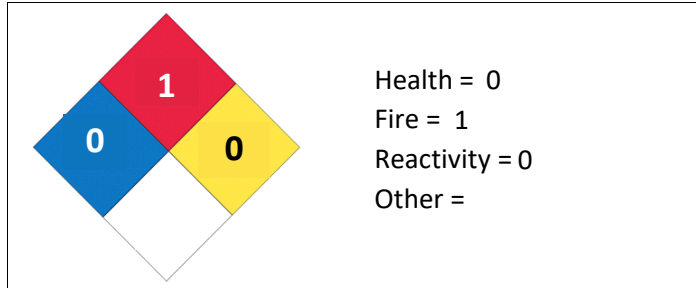 1
0
0
Health = 0
Fire = 1
Reactivity = 0
Other =